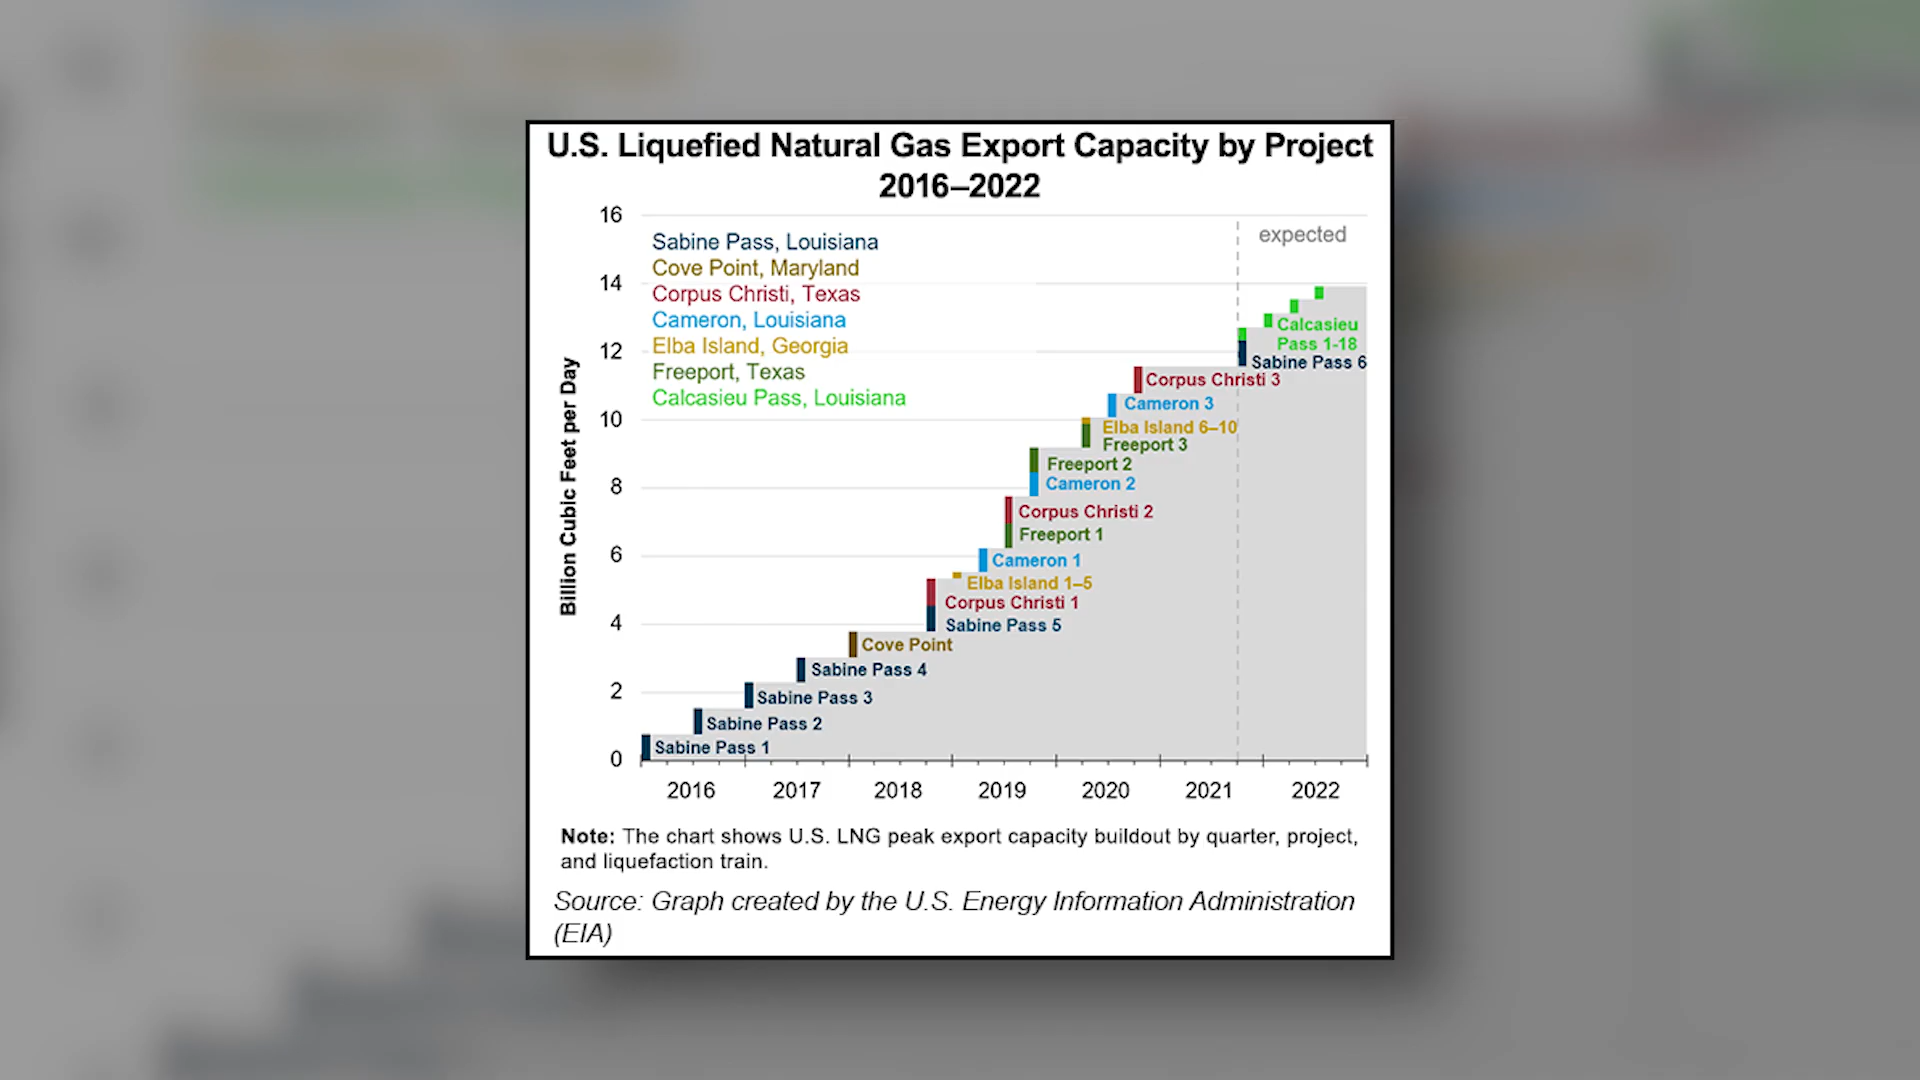 U.S. Liquefied Natural Gas Export Capacity by Project
2016–2022
16
expected
Sabine Pass, Louisiana
Cove Point, Maryland
14
Corpus Christi, Texas
Cameron, Louisiana
Calcasieu
Pass 1-18
Elba Island, Georgia
12
Sabine Pass 6
Freeport, Texas
Corpus Christi 3
Calcasieu Pass, Louisiana
Cameron 3
10
Elba Island 6–10
Freeport 3
Freeport 2
Cameron 2
8
Corpus Christi 2
Freeport 1
Billion Cubic Feet per Day
6
Cameron 1
Elba Island 1–5
Corpus Christi 1
4
Sabine Pass 5
Cove Point
Sabine Pass 4
2
Sabine Pass 3
Sabine Pass 2
Sabine Pass 1
0
2016 2017 2018 2019 2020 2021 2022
Note: The chart shows U.S. LNG peak export capacity buildout by quarter, project,
and liquefaction train.
Source: Graph created by the U.S. Energy Information Administration
(EIA)